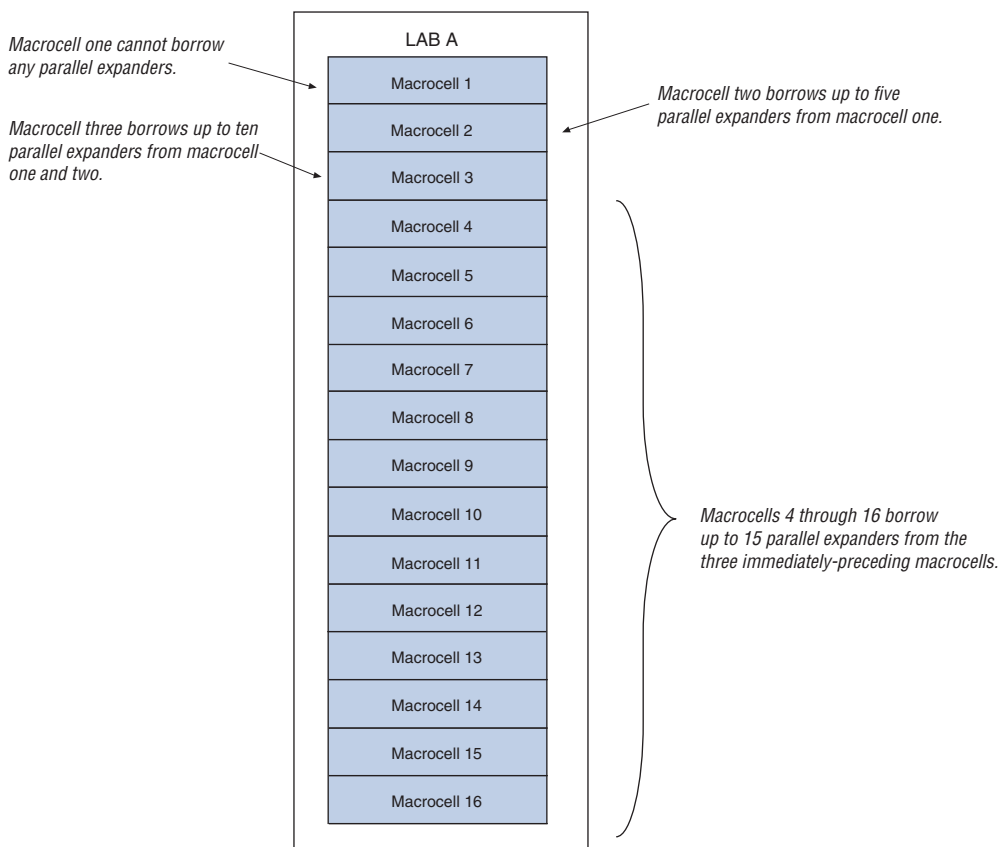 LAB A
Macrocell one cannot borrow
any parallel expanders.
Macrocell 1
Macrocell two borrows up to five
parallel expanders from macrocell one.
Macrocell 2
Macrocell three borrows up to ten
parallel expanders from macrocell
one and two.
Macrocell 3
Macrocell 4
Macrocell 5
Macrocell 6
Macrocell 7
Macrocell 8
Macrocell 9
Macrocell 10
Macrocells 4 through 16 borrow
up to 15 parallel expanders from the
three immediately-preceding macrocells.
Macrocell 11
Macrocell 12
Macrocell 13
Macrocell 14
Macrocell 15
Macrocell 16